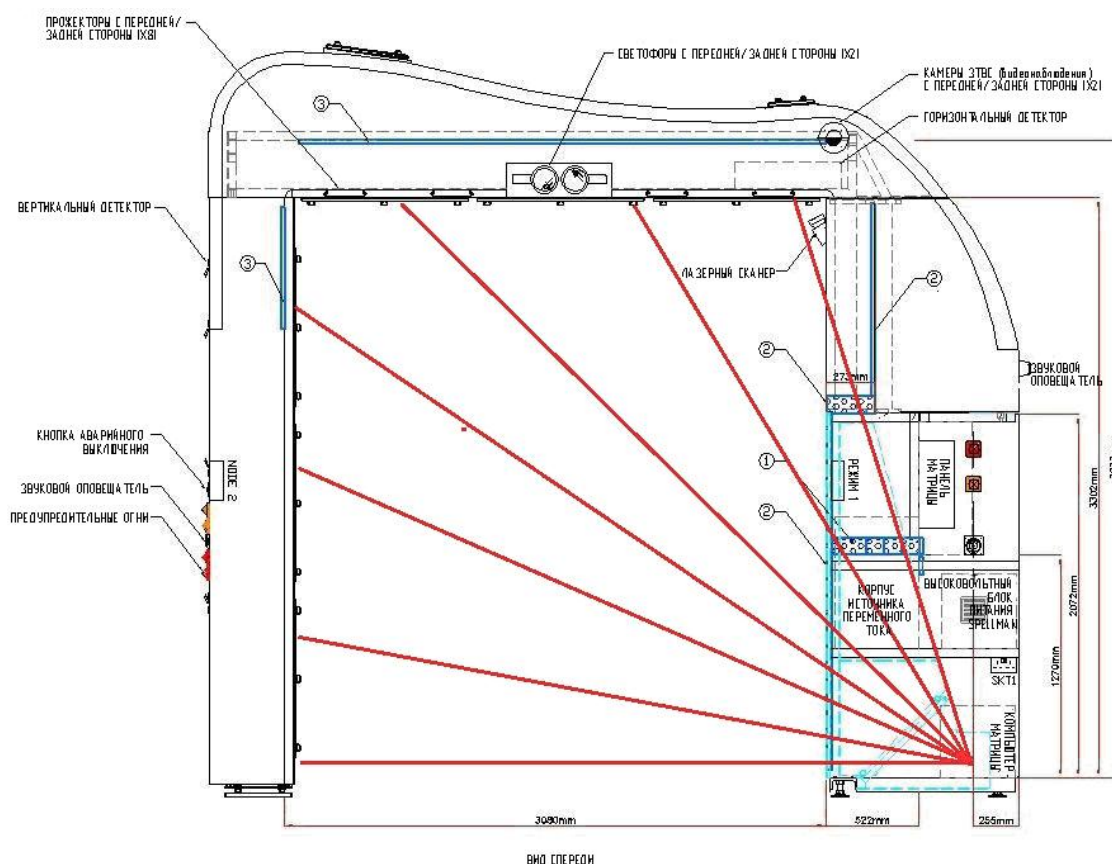 ПРОЖЕКТОРЫ С ПЕРЕДНЕЙ/
ЗАДНЕЙ СТОРОНЫ (X8)
СВЕТОФОРЫ С ПЕРЕДНЕЙ/ЗАДНЕЙ СТОРОНЫ (X2)
КАМЕРЫ ЗТВС (видеонаблюдения)
С ПЕРЕДНЕЙ/ЗАДНЕЙ СТОРОНЫ (X2)
ГОРИЗОНТАЛЬНЫЙ ДЕТЕКТОР
3
ВЕРТИКАЛЬНЫЙ ДЕТЕКТОР
3
ЛАЗЕРНЫЙ СКАНЕР
2
2
ЗВУКОВОЙ
ОПОВЕЩАТЕЛЬ
КНОПКА АВАРИЙНОГО
ВЫКЛЮЧЕНИЯ
NODE 2
1
РЕЖИМ 1
ПАНЕЛЬ
МАТРИЦЫ
ЗВУКОВОЙ ОПОВЕЩАТЕЛЬ
2
ПРЕДУПРЕДИТЕЛЬНЫЕ ОГНИ
3302mm
2072mm
1270mm
КОРПУС
ИСТОЧНИКА
ПЕРЕМЕННОГО
ТОКА
ВЫСОКОВОЛЬТНЫЙ
БЛОК
ПИТАНИЯ
SPELLMAN
SKT1
КОМПЬЮТЕР
МАТРИЦЫ
3080mm
522mm
255mm
ВИД СПЕРЕДИ